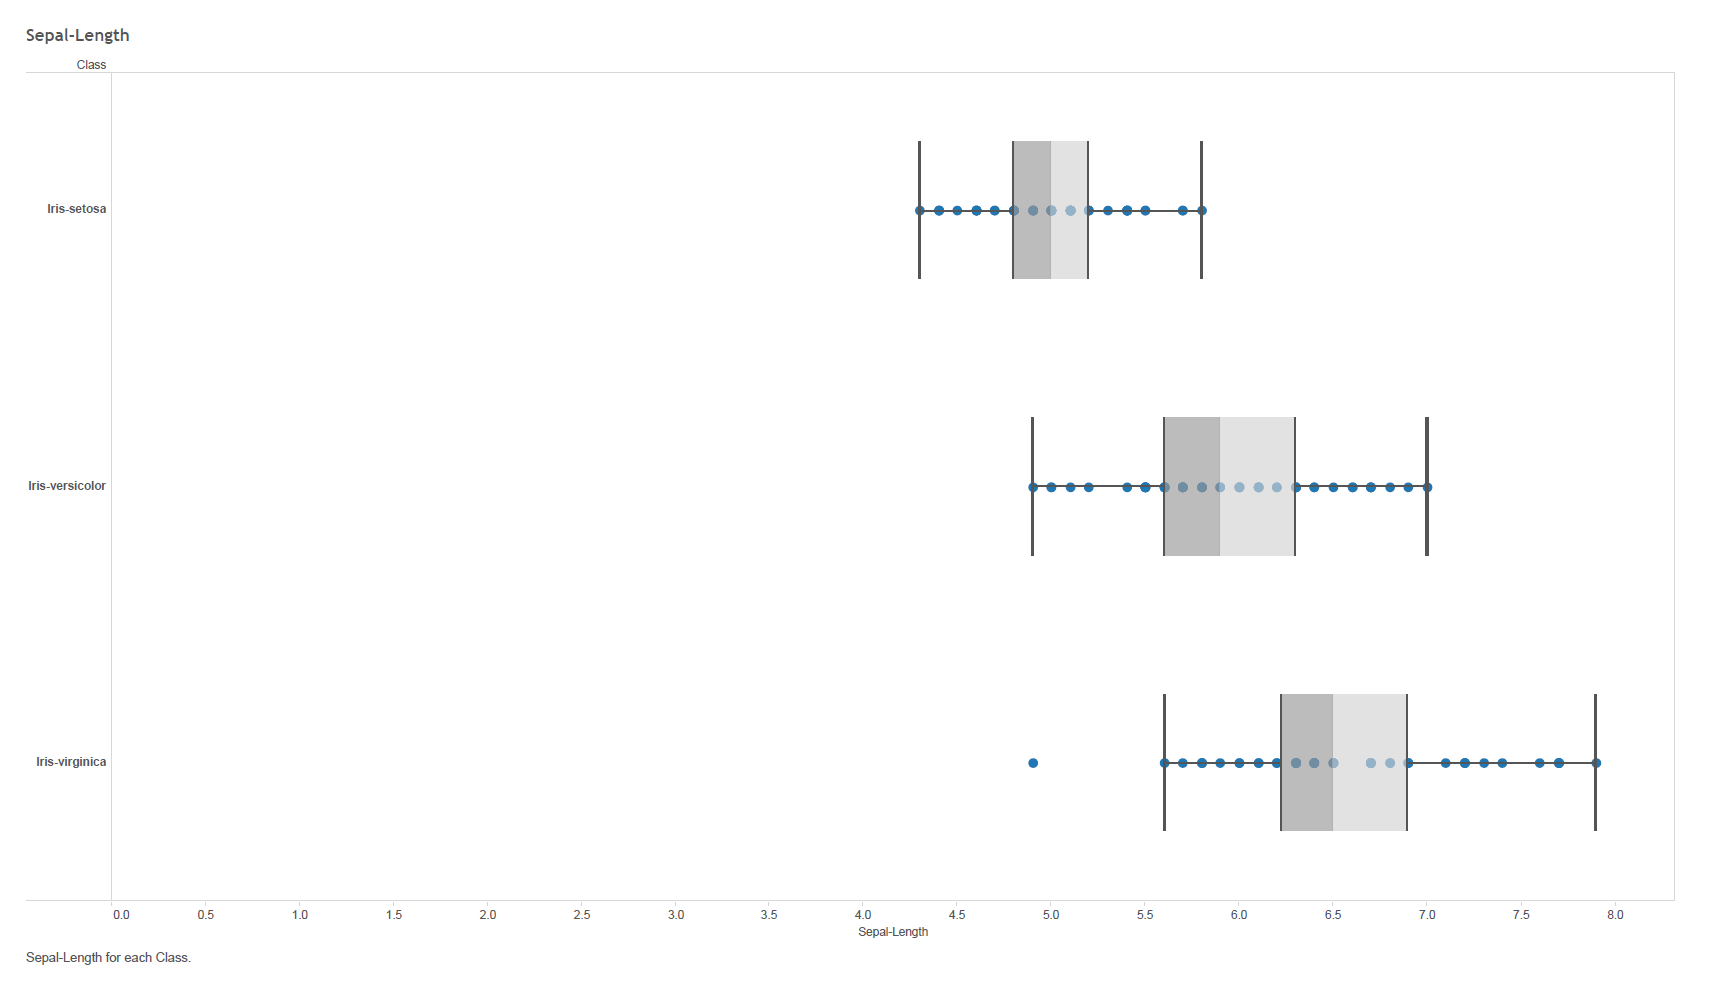 Sepal-Length
Class
Iris-setosa
Iris-versicolor
Iris-virginica
0.0 0.5 1.0 1.5 2.0 2.5 3.0 3.5 4.0 4.5 5.0 5.5 6.0 6.5 7.0 7.5 8.0
Sepal-Length
Sepal-Length for each Class.